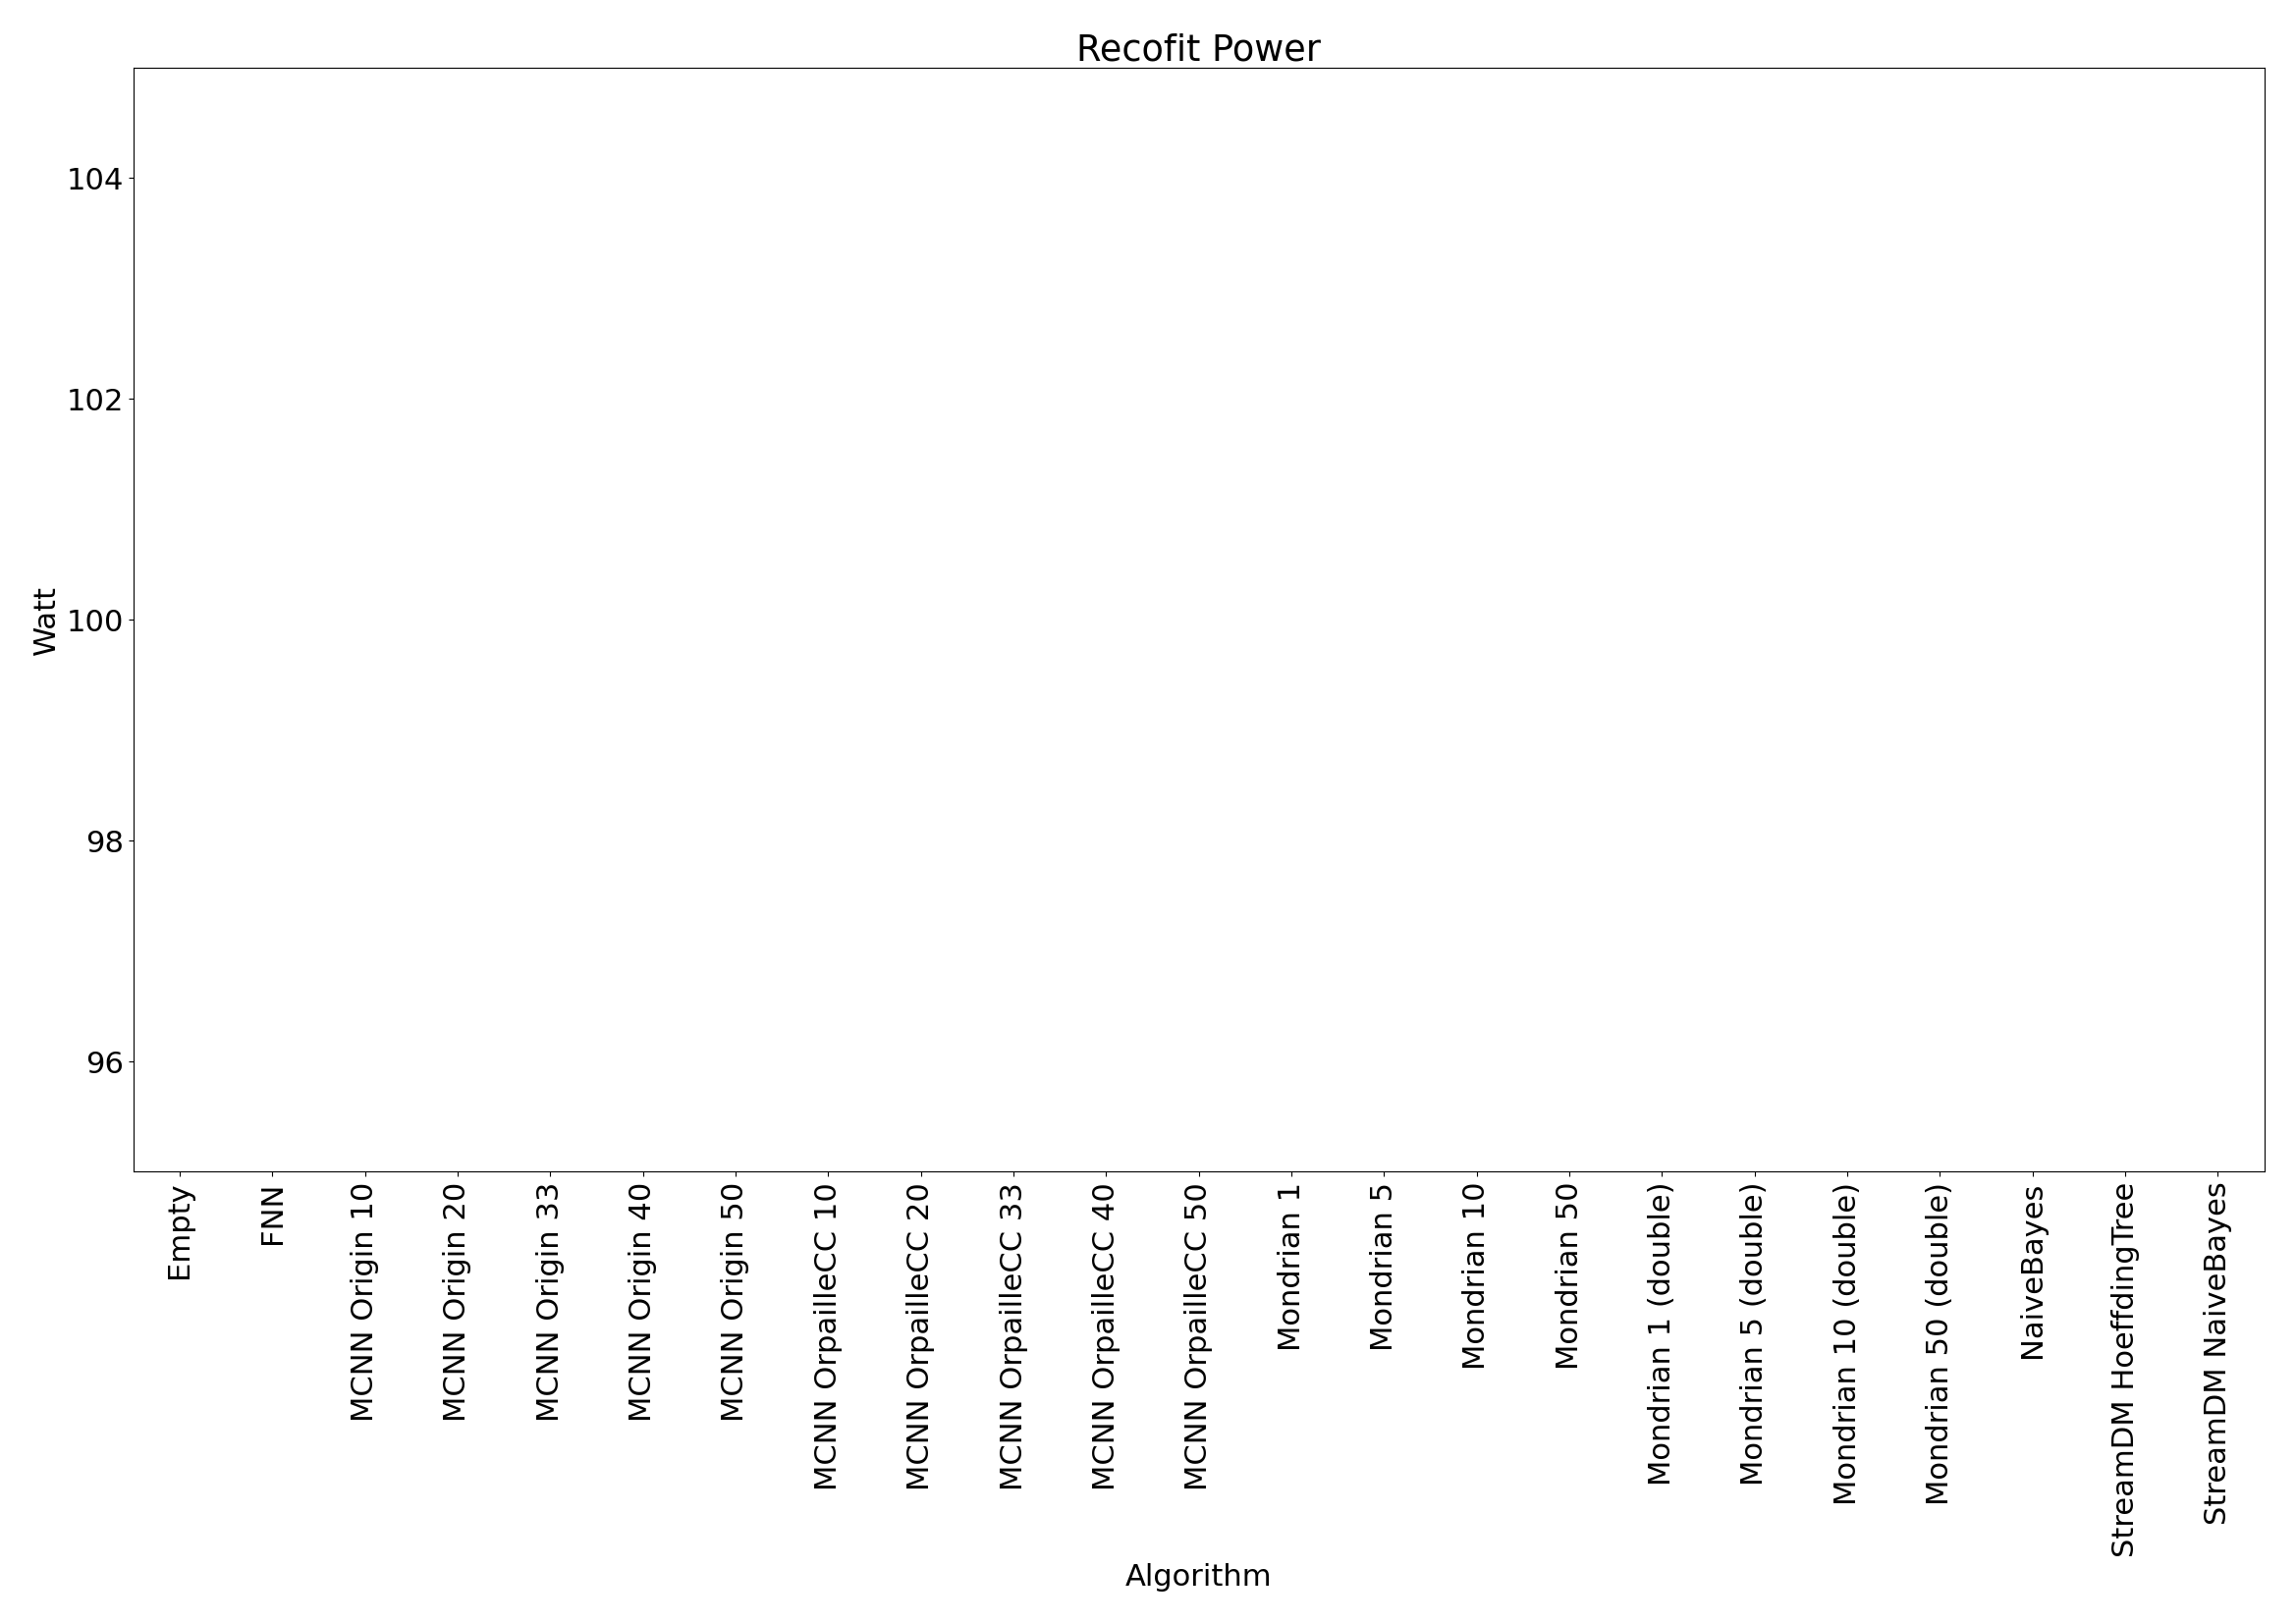 Recofit Power
Watt
104
102
100
98
96
Empty
FNN
MCNN Origin 10
MCNN Origin 20
MCNN Origin 33
MCNN Origin 40
MCNN Origin 50
MCNN OrpailleCC 10
MCNN OrpailleCC 20
MCNN OrpailleCC 33
MCNN OrpailleCC 40
MCNN OrpailleCC 50
Mondrian 1
Mondrian 5
Mondrian 10
Mondrian 50
Mondrian 1 (double)
Mondrian 5 (double)
Mondrian 10 (double)
Mondrian 50 (double)
NaiveBayes
StreamDM HoeffdingTree
StreamDM NaiveBayes
Algorithm